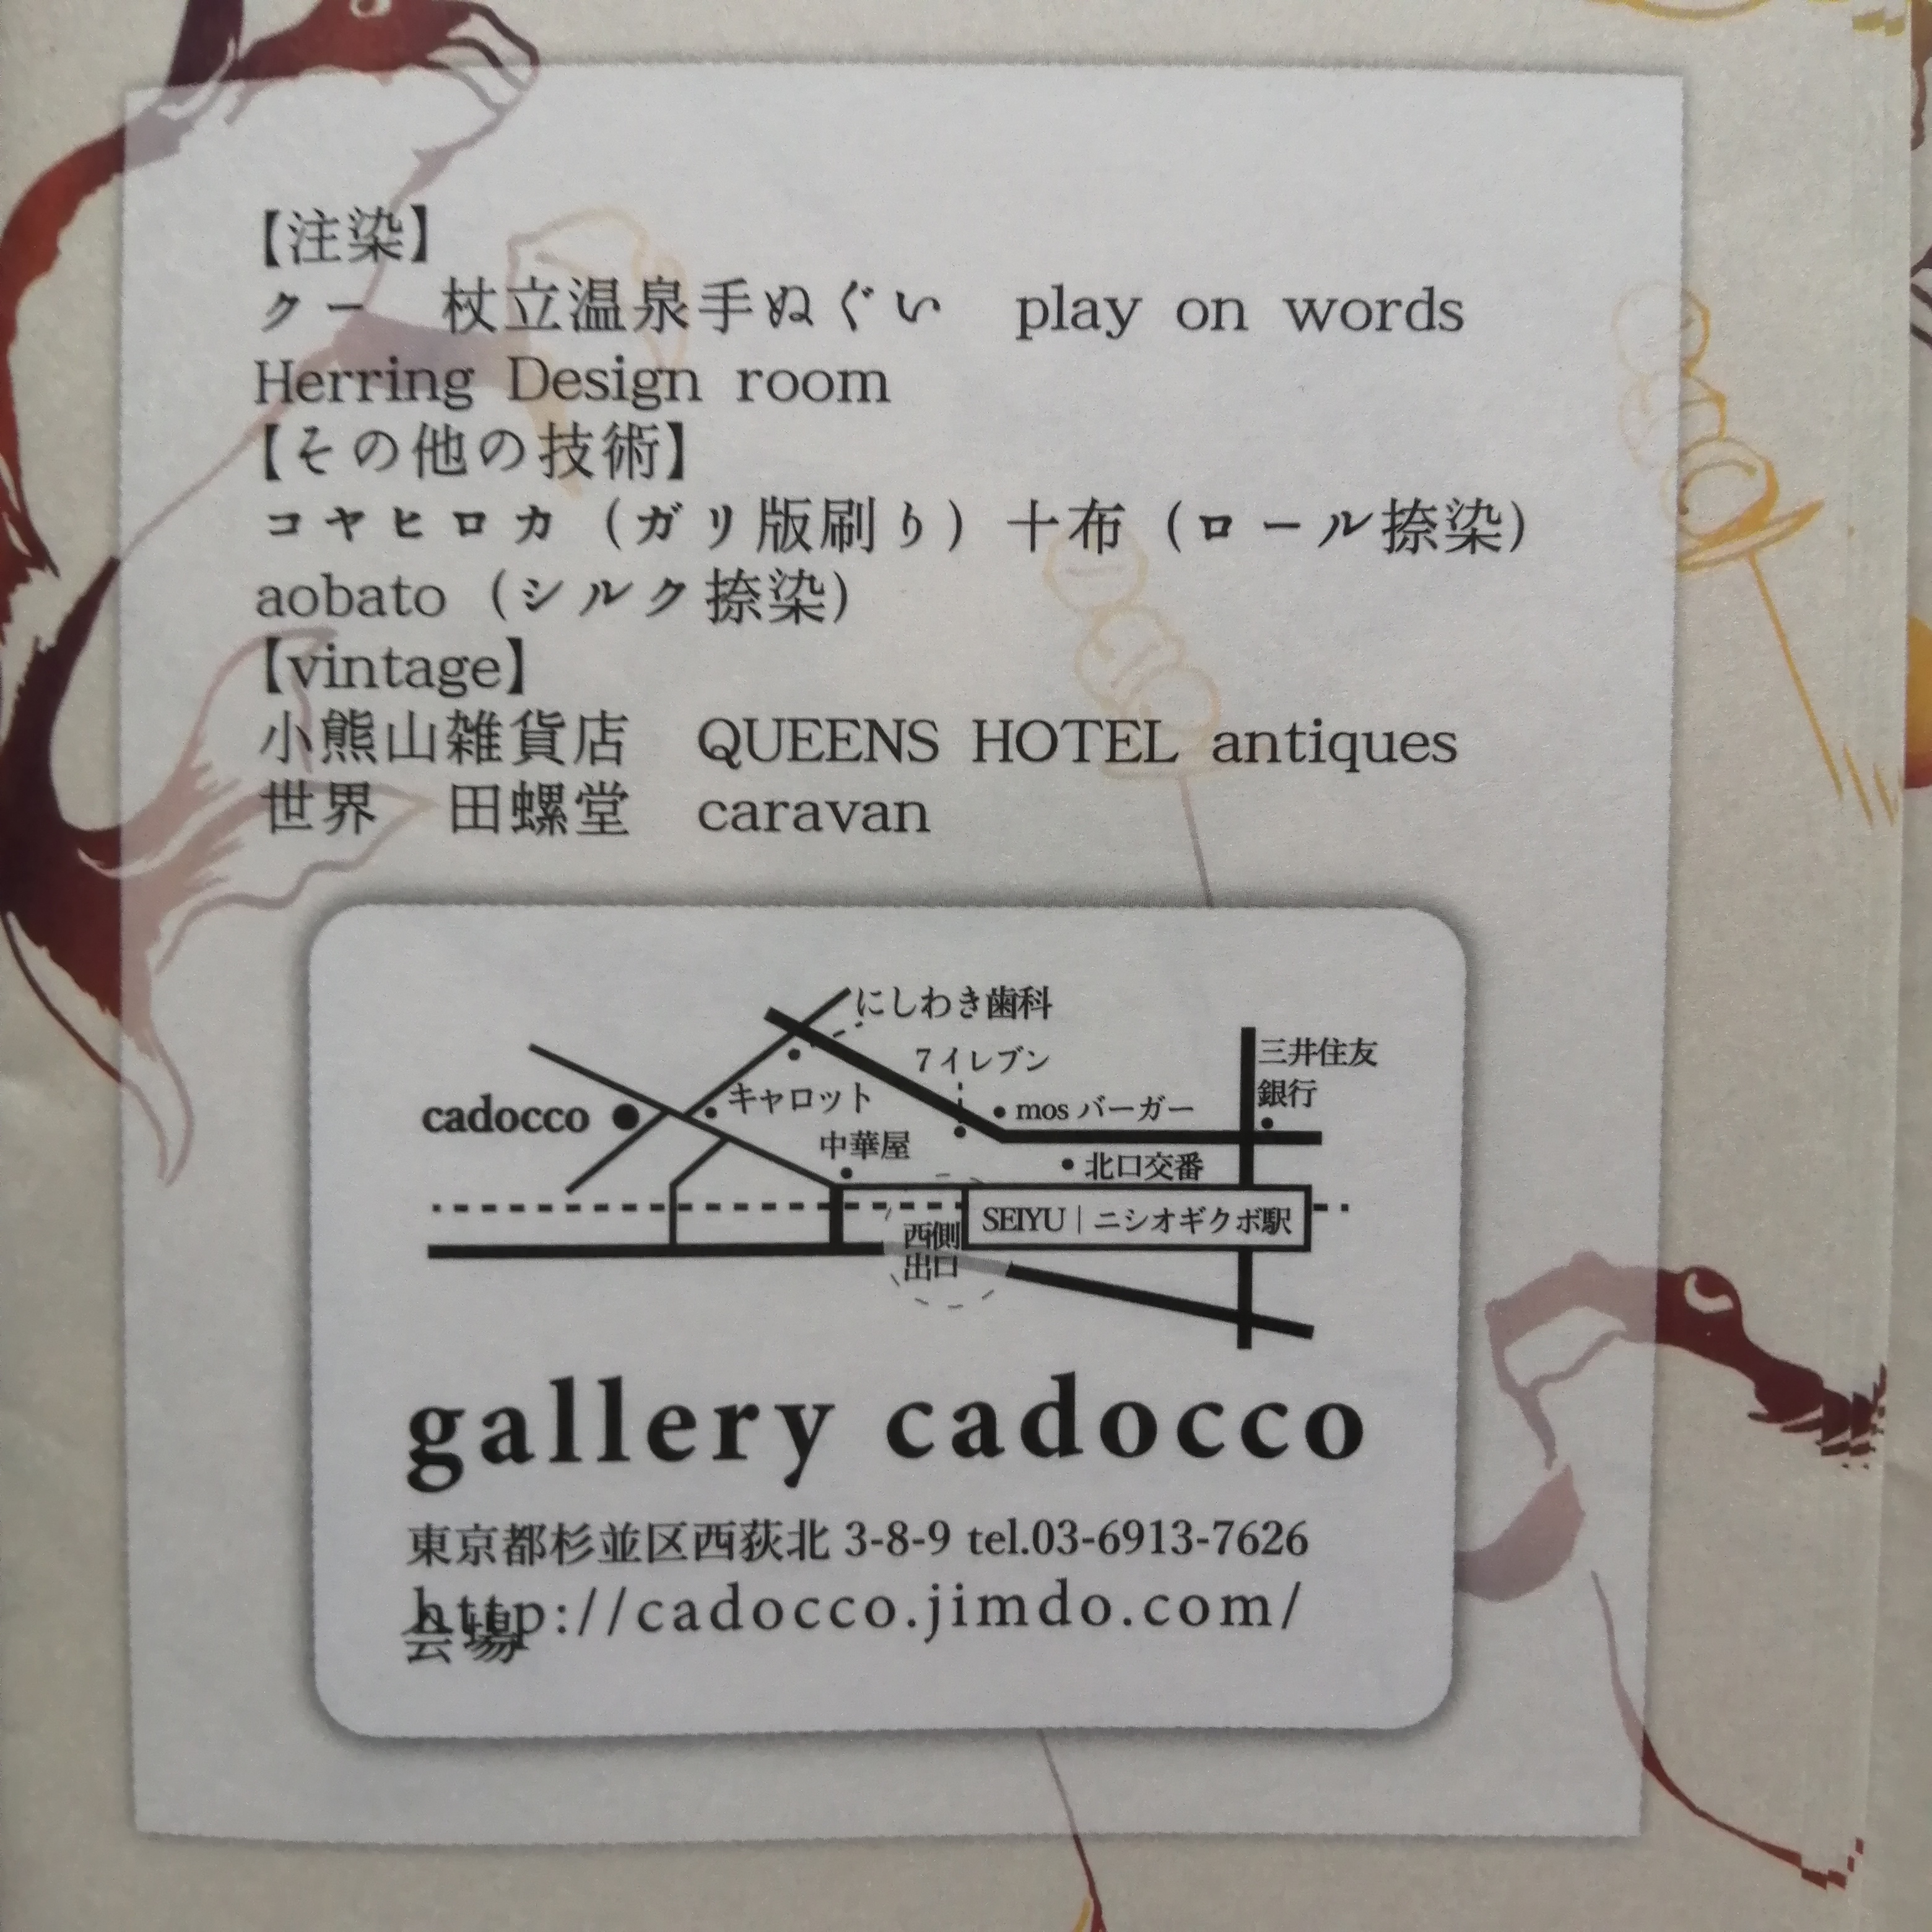 【注染】
クー　杖立温泉手ぬぐい　play on words
Herring Design room
【その他の技術】
コヤヒロカ（ガリ版刷り）十布（ロール捺染）
aobato（シルク捺染）
【vintage】
小熊山雑貨店　QUEENS HOTEL antiques
世界　田螺堂　caravan
にしわき歯科
7イレブン
三井住友
銀行
キャロット
mos バーガー
cadocco
中華屋
北口交番
SEIYU｜ニシオギクボ駅
西側
出口
gallery cadocco
東京都杉並区西荻北 3-8-9 tel.03-6913-7626
http://cadocco.jimdo.com/
会場